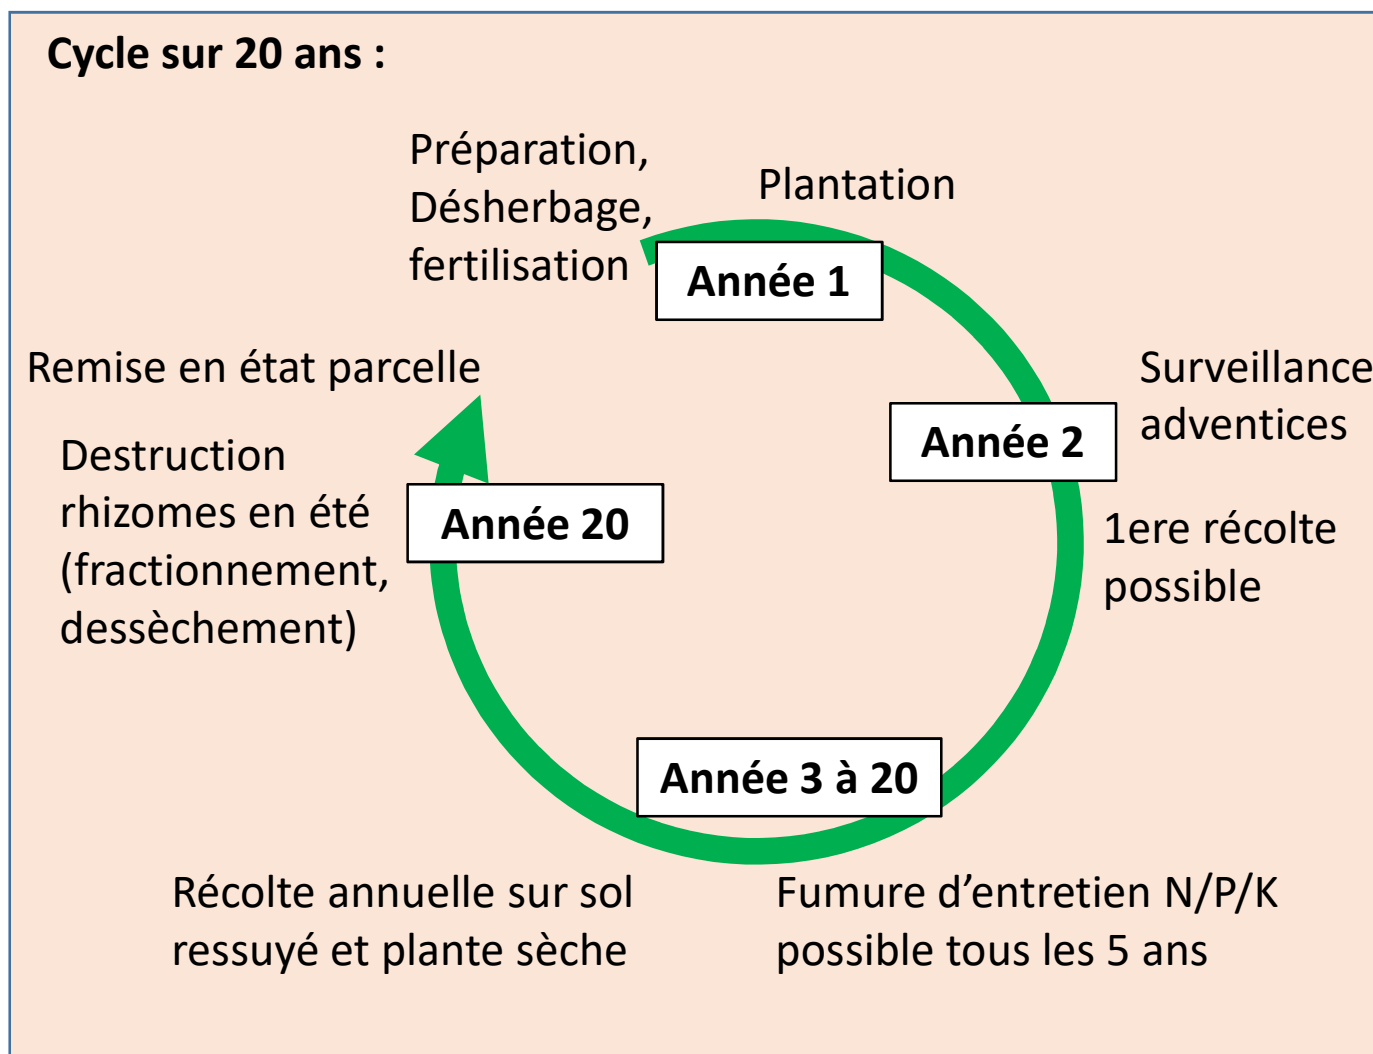 Cycle sur 20 ans :
Préparation,
Désherbage,
fertilisation
Plantation
Année 1
Surveillance
adventices
Année 2
1ere récolte
possible
Année 3 à 20
Fumure d’entretien N/P/K
possible tous les 5 ans
Récolte annuelle sur sol
ressuyé et plante sèche
Année 20
Destruction
rhizomes en été
(fractionnement,
dessèchement)
Remise en état parcelle